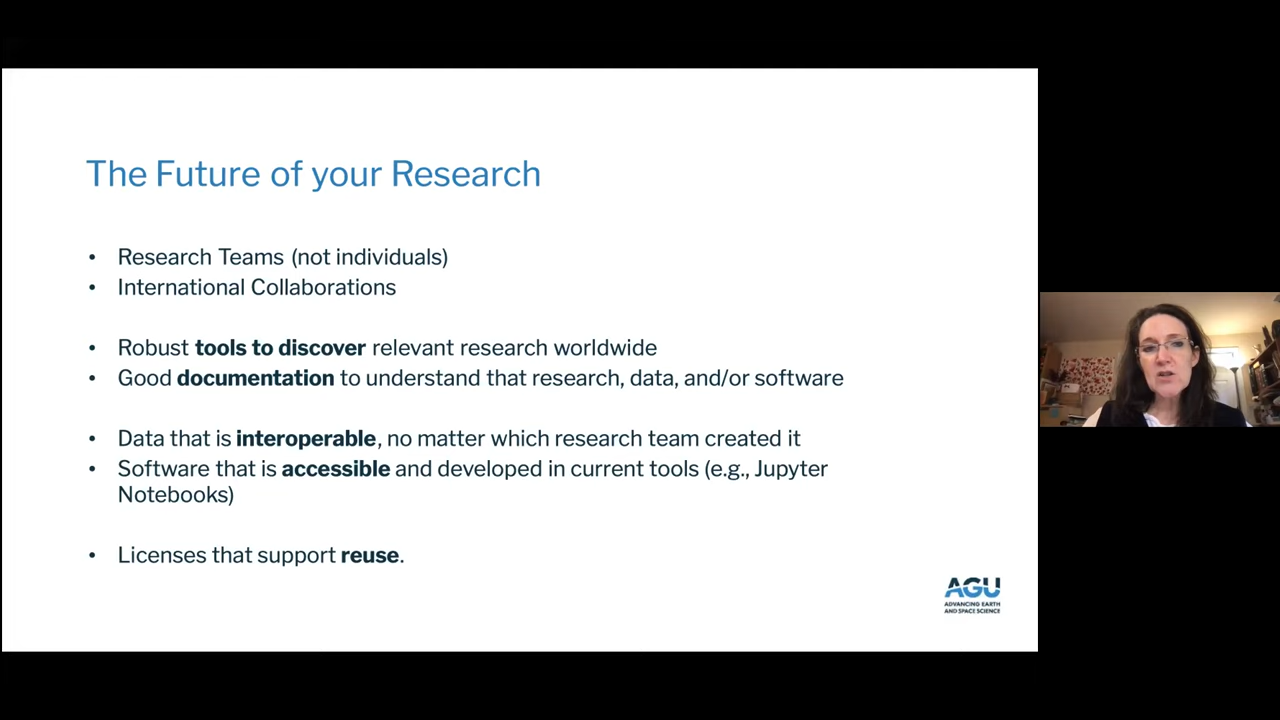 The Future of your Research
• Research Teams (not individuals)
• International Collaborations
• Robust tools to discover relevant research worldwide
• Good documentation to understand that research, data, and/or software
• Data that is interoperable, no matter which research team created it
• Software that is accessible and developed in current tools (e.g., Jupyter
Notebooks)
• Licenses that support reuse.
AGU
ADVANCING EARTH
AND SPACE SCIENCE